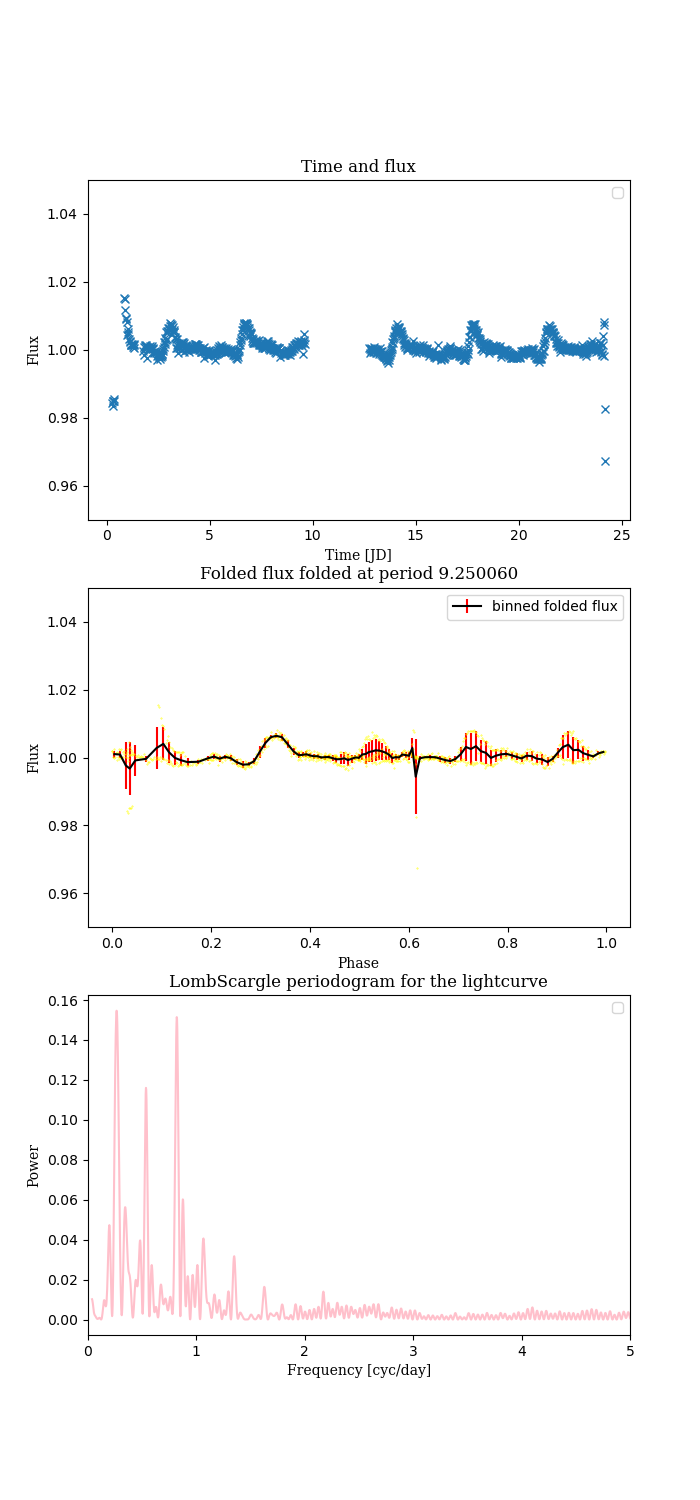 Time and flux
1.04
1.02
1.00
0.98
0.96
Flux
0 5 10 15 20 25
Time [JD]
Folded flux folded at period 9.250060
binned folded flux
1.04
1.02
1.00
0.98
0.96
Flux
0.0 0.2 0.4 0.6 0.8 1.0
Phase
LombScargle periodogram for the lightcurve
0.16
0.14
0.12
0.10
0.08
0.06
0.04
0.02
0.00
Power
0 1 2 3 4 5
Frequency [cyc/day]